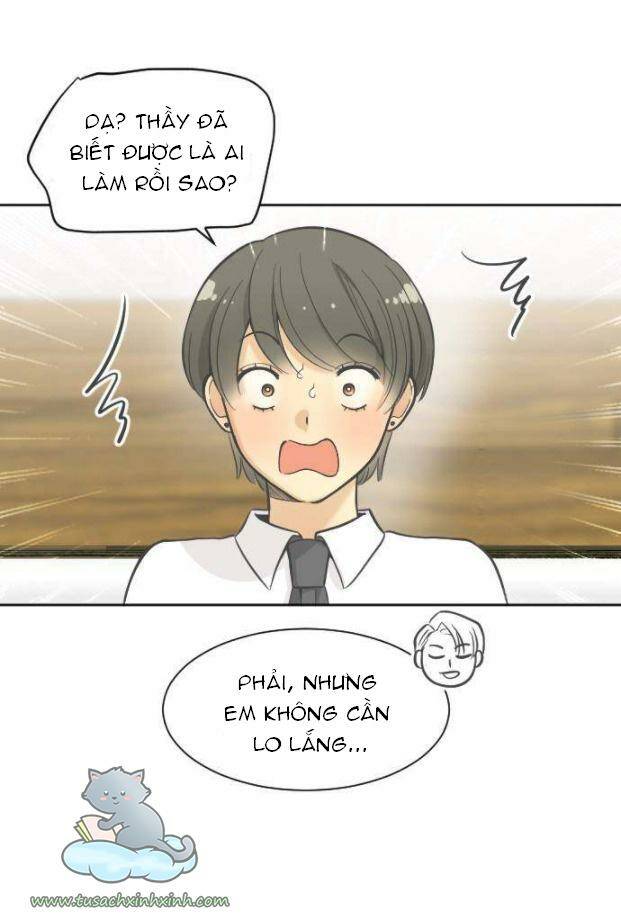 DẠ? THẦY ĐÃ
BIẾT ĐƯỢC LÀ AI
LÀM RỒI SAO?
PHẢI, NHƯNG
EM KHÔNG CẦN
LO LẮNG...
www.tusachxinhxinh.com